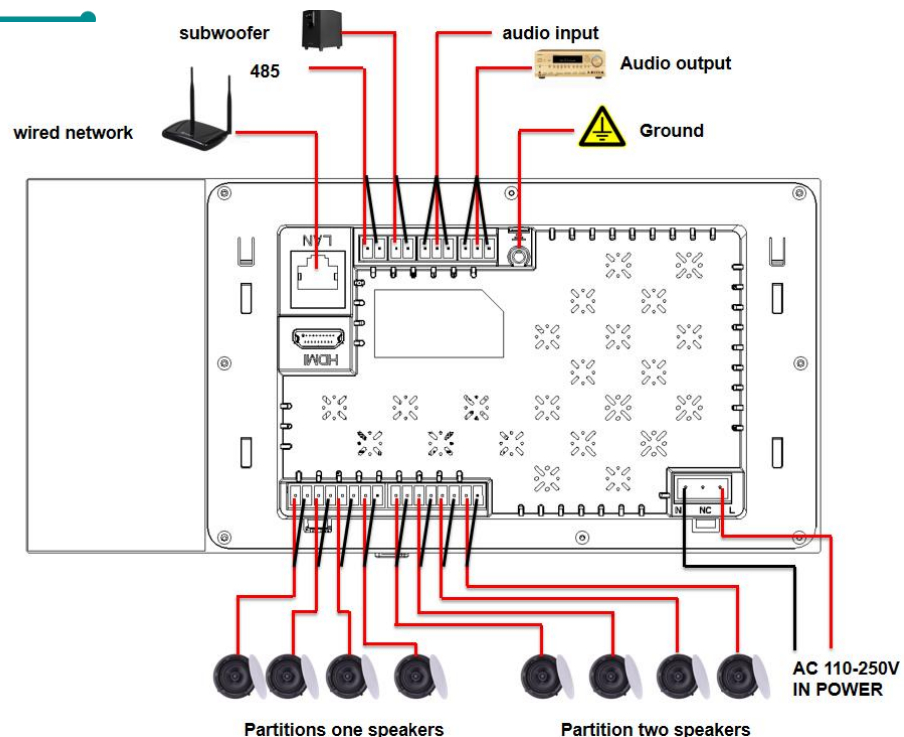 subwoofer
audio input
485
Audio output
wired network
Ground
LAN
HDMI
N NC L
AC 110-250V
IN POWER
Partitions one speakers
Partition two speakers